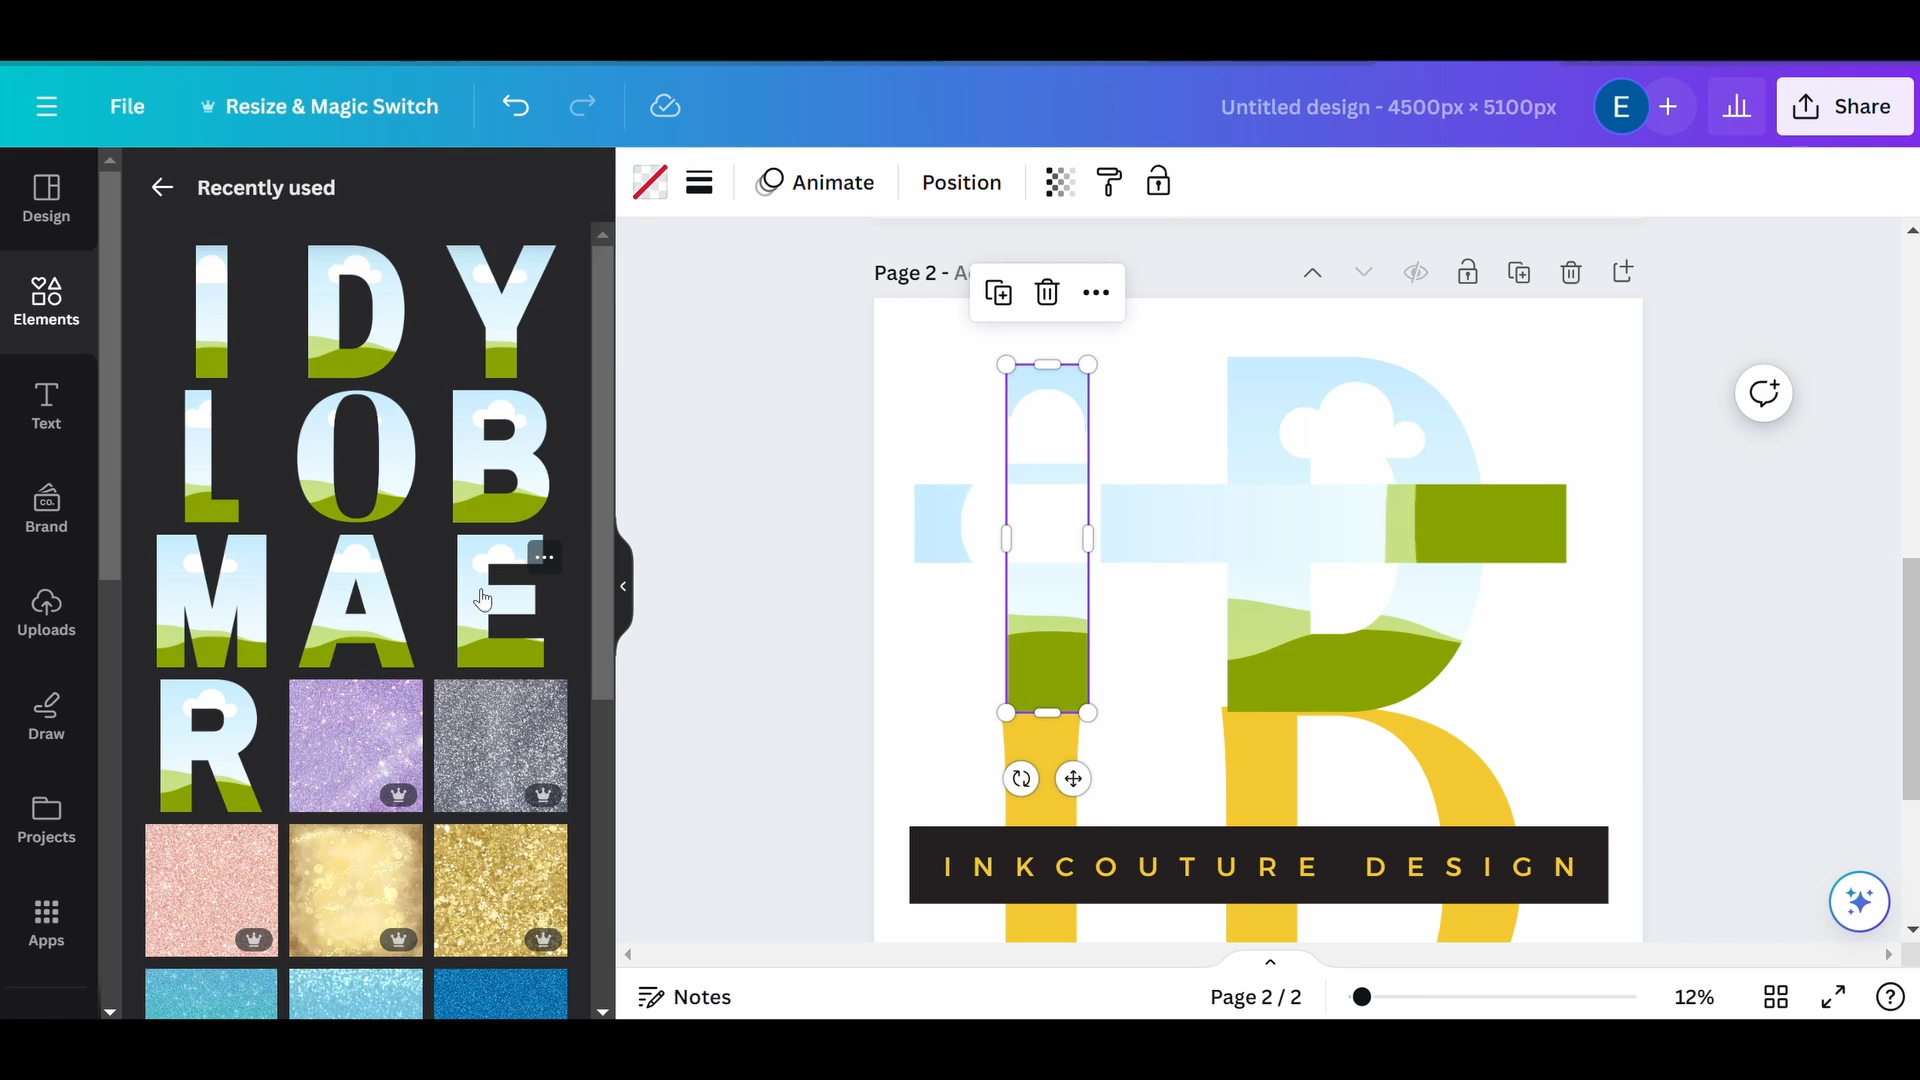 File
Resize & Magic Switch
Untitled design - 4500px × 5100px
E
Share
Design
Elements
Text
Brand
CO.
Uploads
Draw
Projects
Apps
Recently used
I D Y
L O B
M A E
R
Animate
Position
Page 2 -
I D
I D
INKCOUTURE DESIGN
Notes
Page 2 / 2
12%